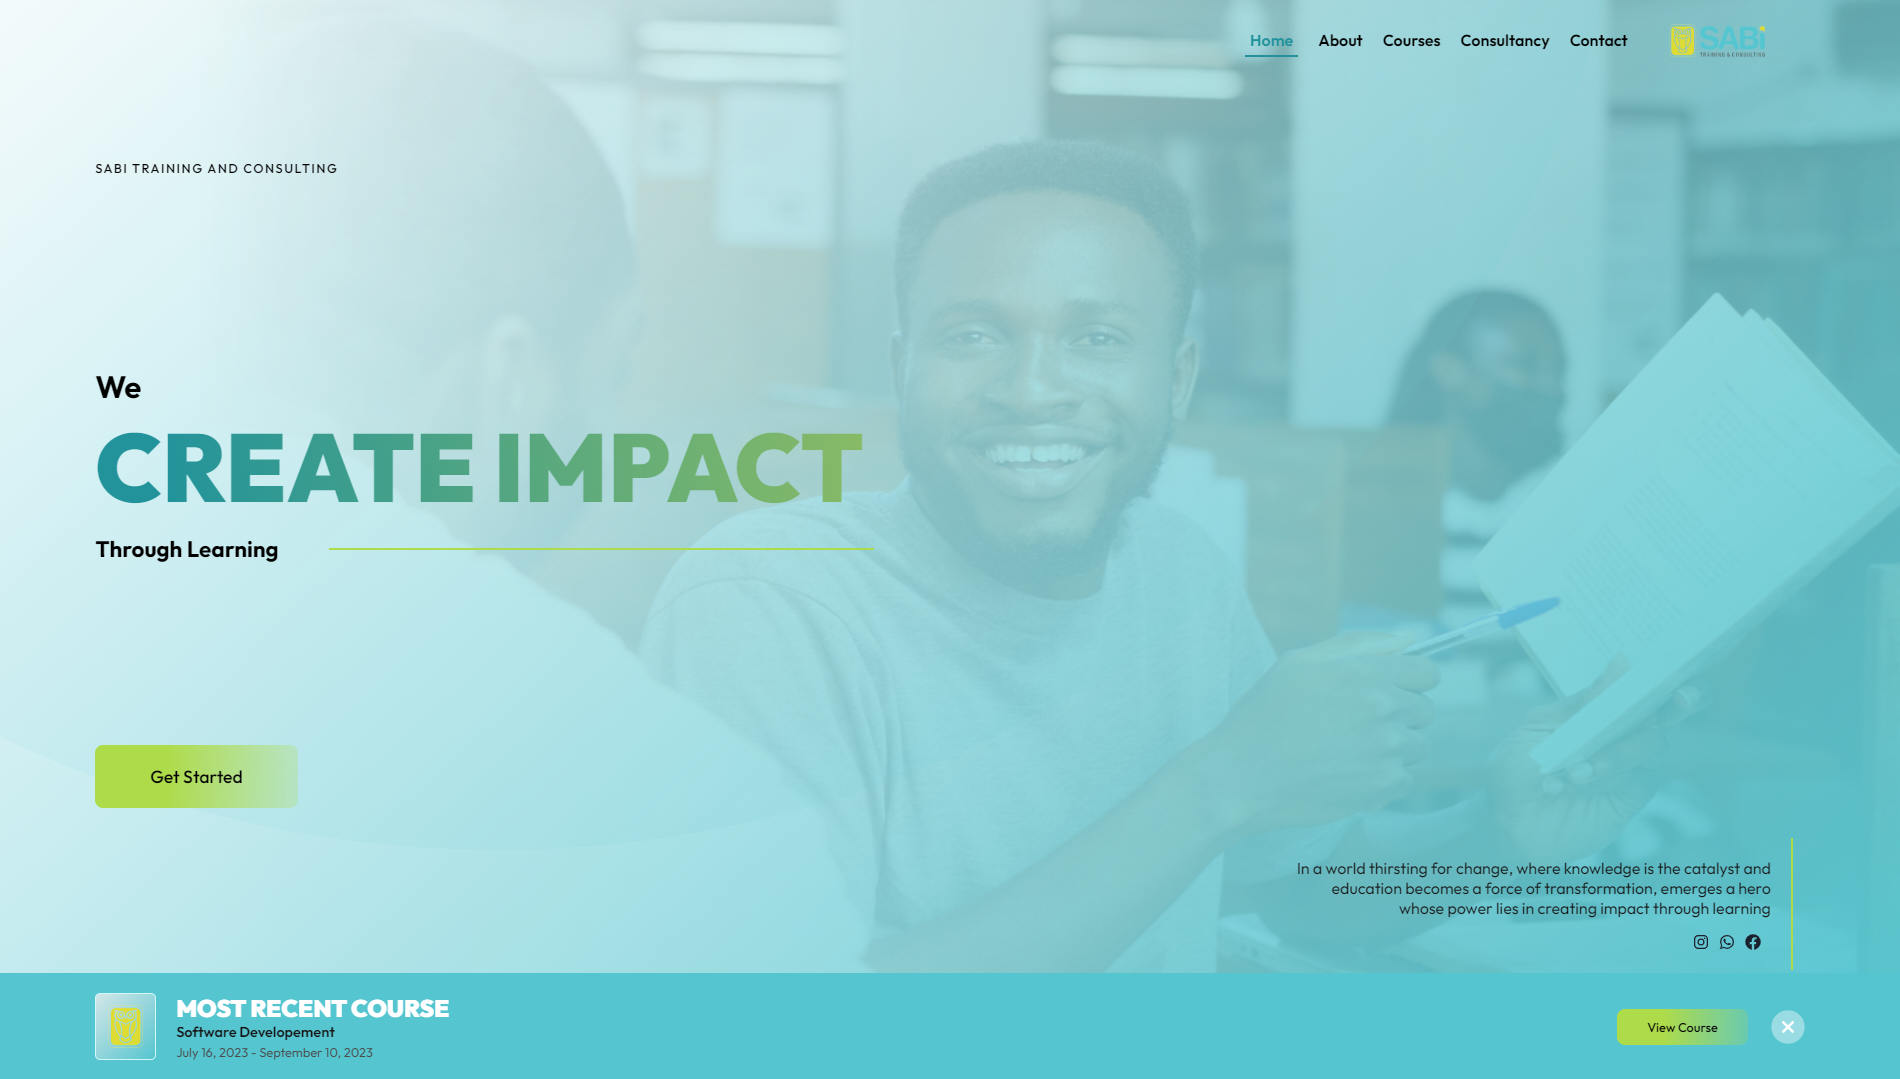 Home About Courses Consultancy Contact
SABi
TRAINING & CONSULTING
SABI TRAINING AND CONSULTING
We
CREATE IMPACT
Through Learning
Get Started
In a world thirsting for change, where knowledge is the catalyst and
education becomes a force of transformation, emerges a hero
whose power lies in creating impact through learning
MOST RECENT COURSE
Software Developement
July 16, 2023 - September 10, 2023
View Course